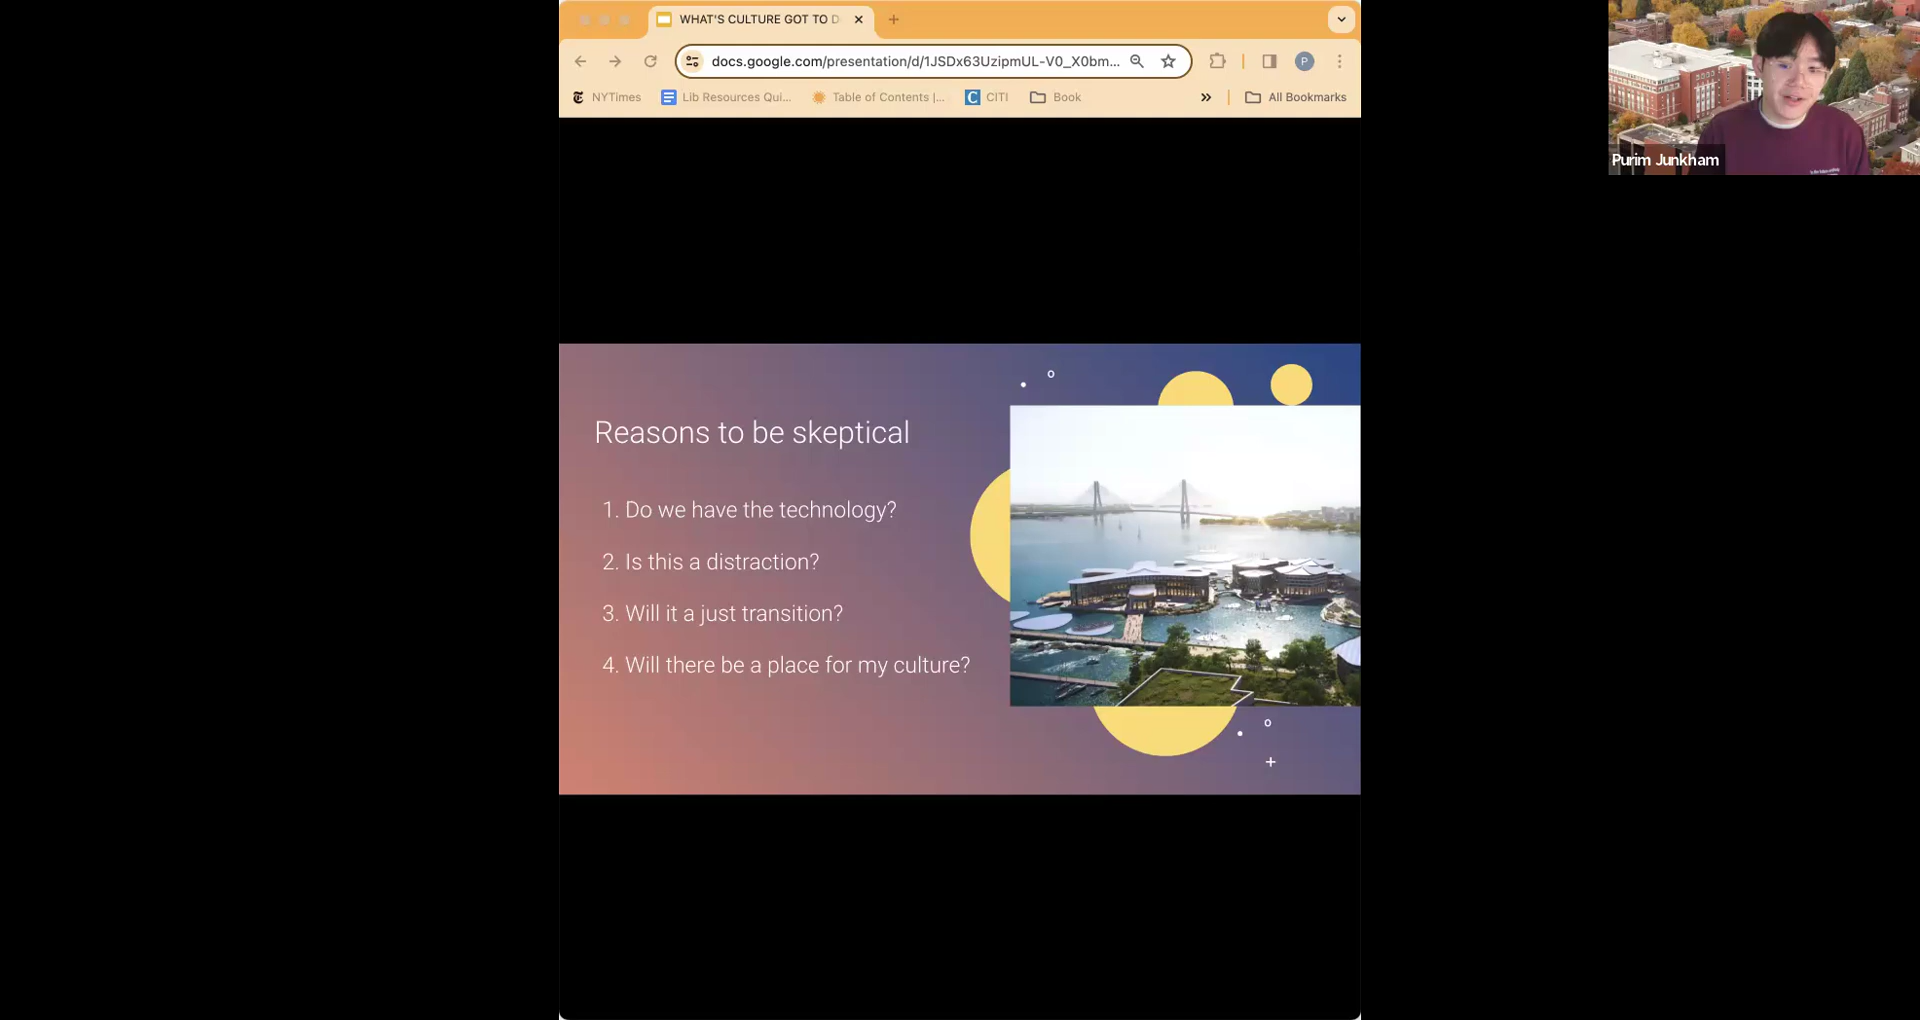 WHAT'S CULTURE GOT TO D
docs.google.com/presentation/d/1JSDx63UzipmUL-V0_X0bm...
P
NYTimes
Lib Resources Qui...
Table of Contents |...
C
CITI
Book
All Bookmarks
Purim Junkham
Reasons to be skeptical
1. Do we have the technology?
2. Is this a distraction?
3. Will it a just transition?
4. Will there be a place for my culture?